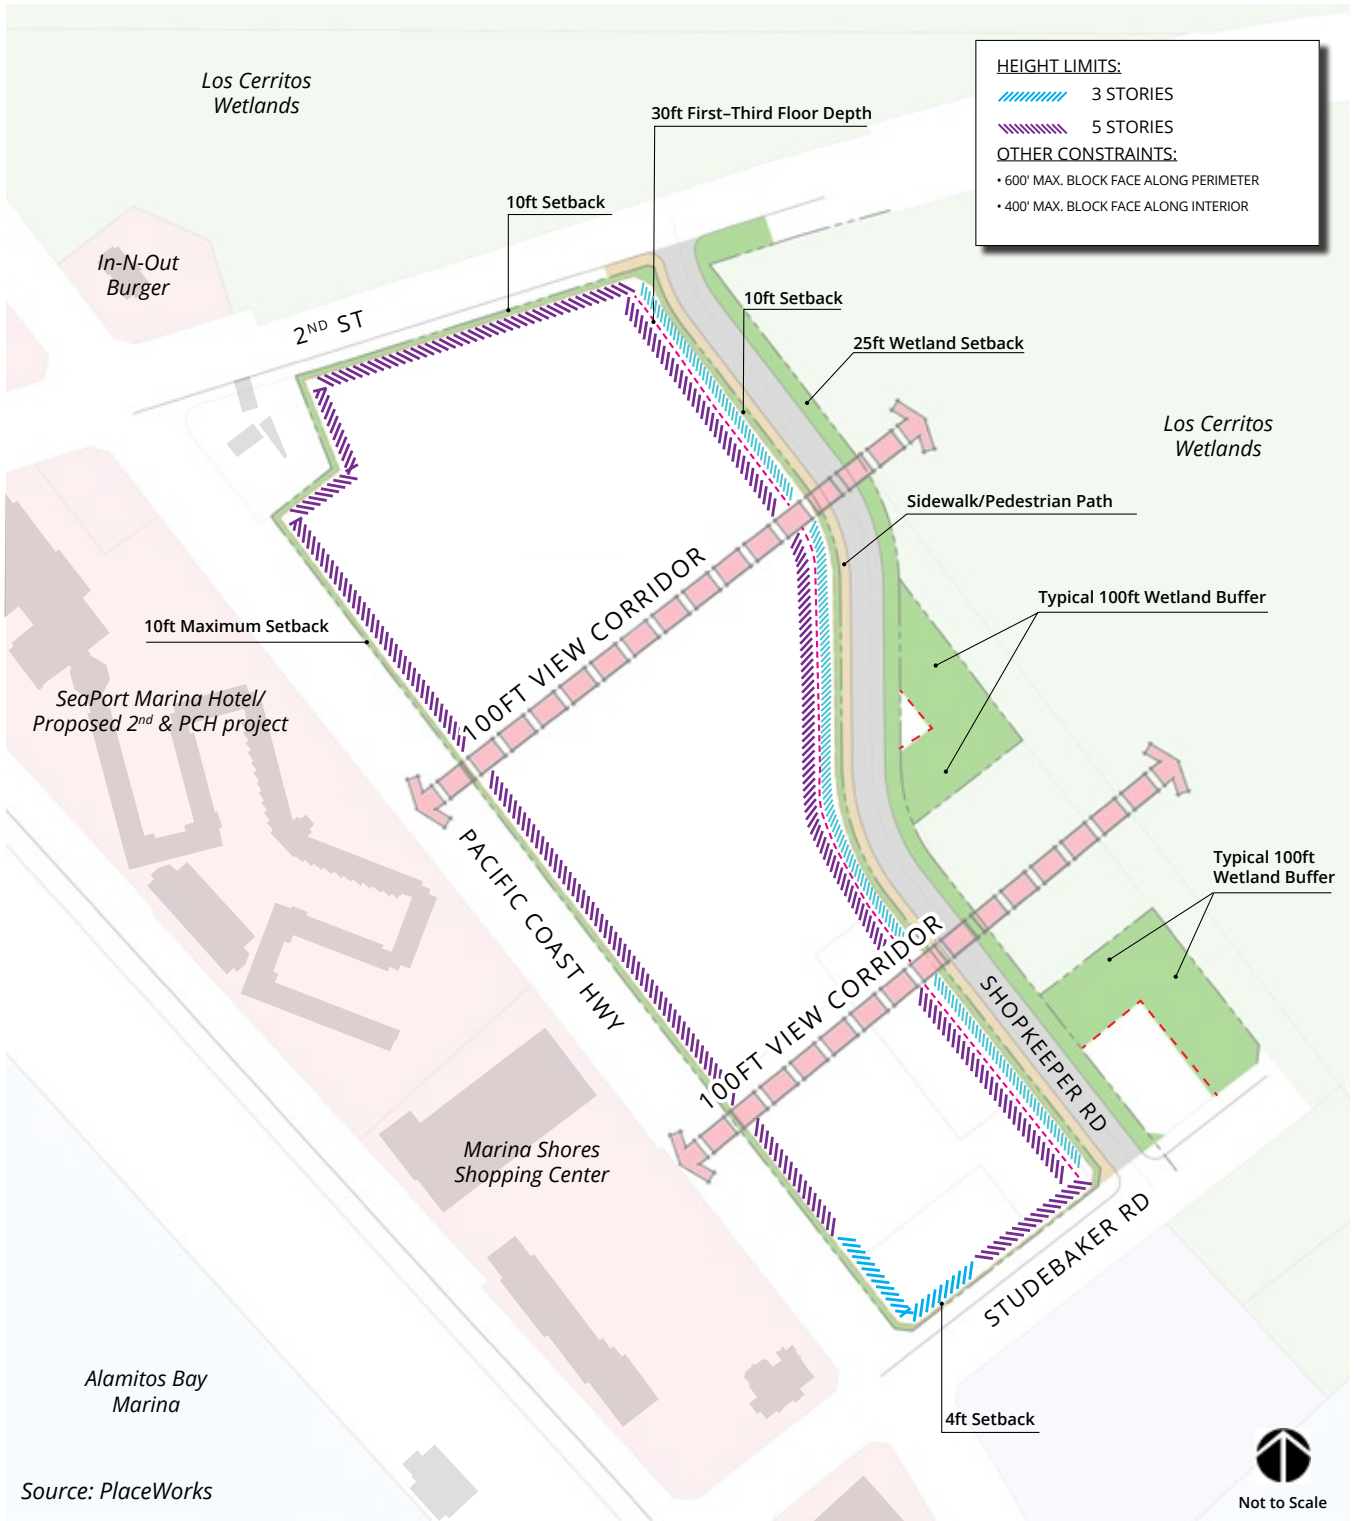 HEIGHT LIMITS:
3 STORIES
5 STORIES
OTHER CONSTRAINTS:
• 600' MAX. BLOCK FACE ALONG PERIMETER
• 400' MAX. BLOCK FACE ALONG INTERIOR
Los Cerritos
Wetlands
30ft First–Third Floor Depth
10ft Setback
In-N-Out
Burger
2ND ST
10ft Setback
25ft Wetland Setback
Los Cerritos
Wetlands
Sidewalk/Pedestrian Path
100FT VIEW CORRIDOR
Typical 100ft Wetland Buffer
10ft Maximum Setback
SeaPort Marina Hotel/
Proposed 2nd & PCH project
PACIFIC COAST HWY
Typical 100ft
Wetland Buffer
100FT VIEW CORRIDOR
SHOPKEEPER RD
Marina Shores
Shopping Center
STUDEBAKER RD
Alamitos Bay
Marina
4ft Setback
Source: PlaceWorks
Not to Scale